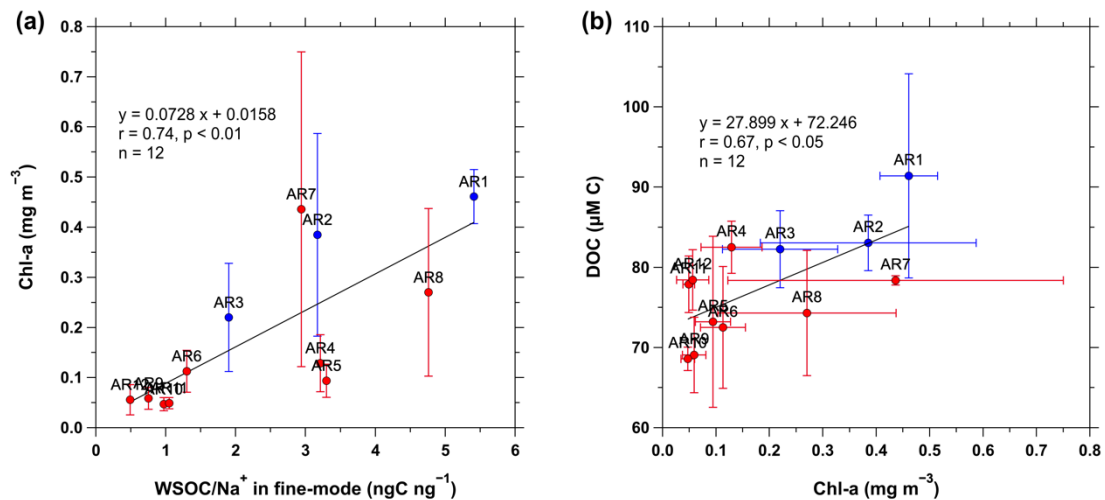 (a)
0.8
0.7
0.6
0.5
0.4
0.3
0.2
0.1
0.0
Chl-a (mg m⁻³)
y = 0.0728 x + 0.0158
r = 0.74, p < 0.01
n = 12
AR7
AR1
AR2
AR8
AR3
AR4
AR5
AR6
AR12
AR9
AR10
AR11
0 1 2 3 4 5 6
WSOC/Na⁺ in fine-mode (ngC ng⁻¹)
(b)
110
100
90
80
70
60
DOC (µM C)
y = 27.899 x + 72.246
r = 0.67, p < 0.05
n = 12
AR1
AR2
AR3
AR4
AR7
AR12
AR11
AR8
AR5
AR6
AR9
AR10
0.0 0.1 0.2 0.3 0.4 0.5 0.6 0.7 0.8
Chl-a (mg m⁻³)